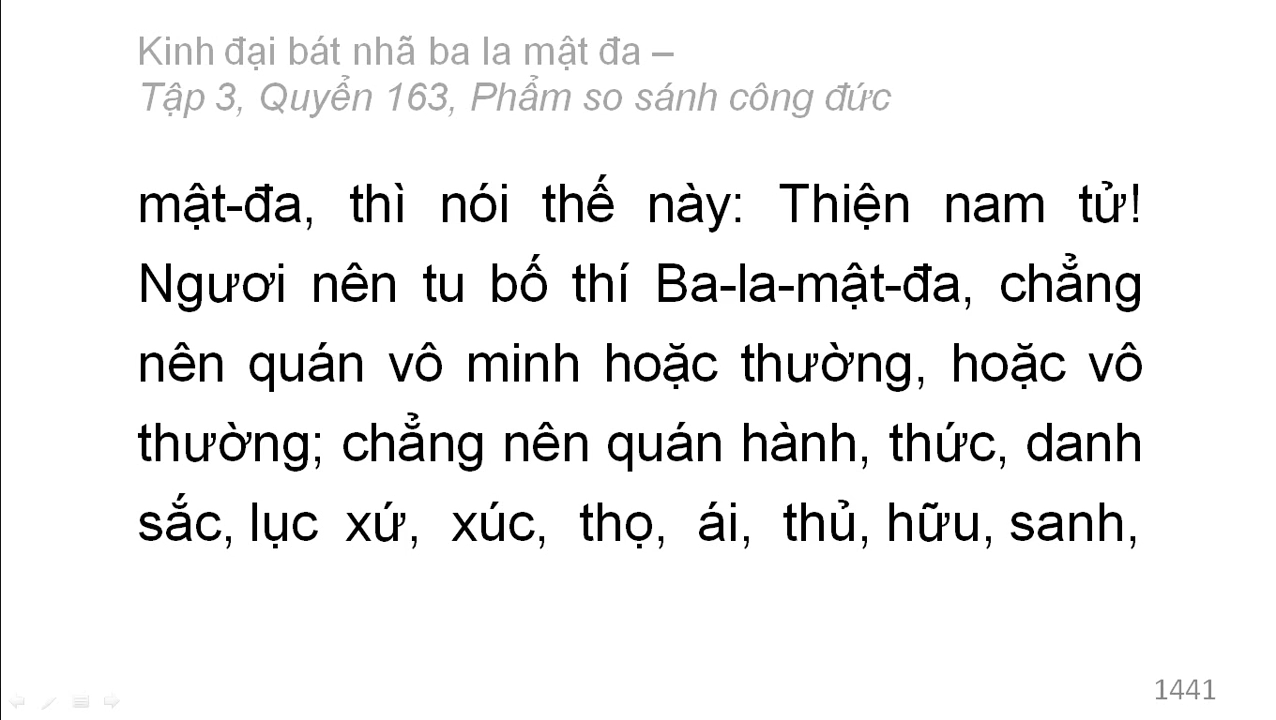 Kinh đại bát nhã ba la mật đa –
Tập 3, Quyển 163, Phẩm so sánh công đức
mật-đa, thì nói thế này: Thiện nam tử!
Ngươi nên tu bố thí Ba-la-mật-đa, chẳng
nên quán vô minh hoặc thường, hoặc vô
thường; chẳng nên quán hành, thức, danh
sắc, lục xứ, xúc, thọ, ái, thủ, hữu, sanh,
1441